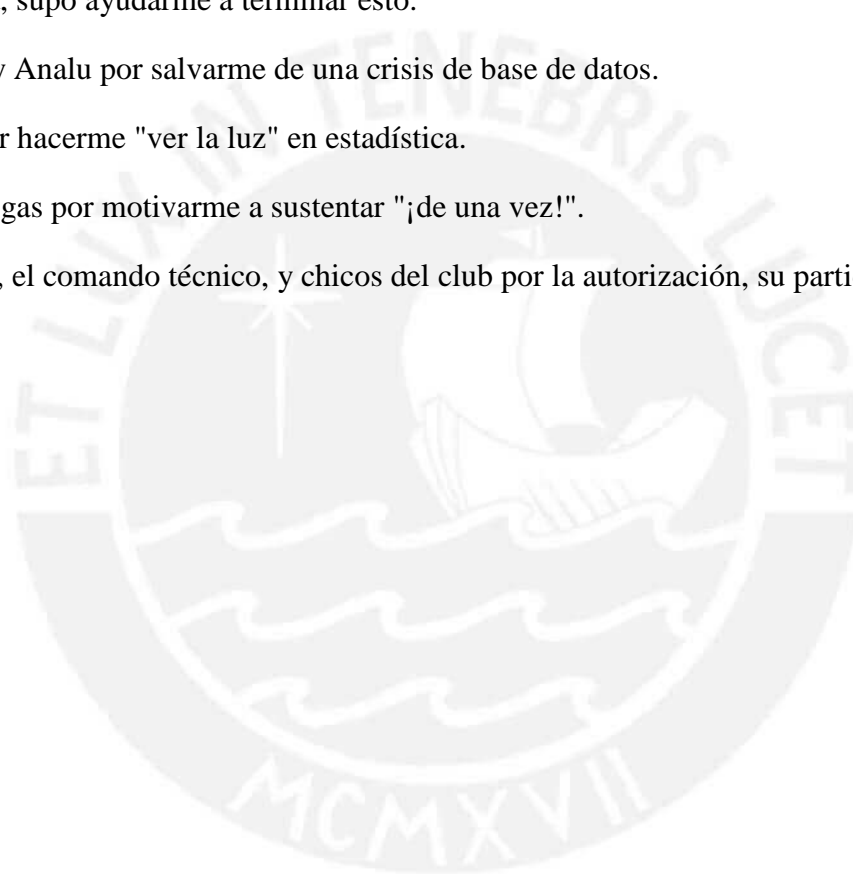 , supo ayudarme a terminar esto.
y Analu por salvarme de una crisis de base de datos.
r hacerme "ver la luz" en estadística.
gas por motivarme a sustentar "¡de una vez!".
, el comando técnico, y chicos del club por la autorización, su parti
ET LUX IN TENEBRIS LUCET
MCMXVII